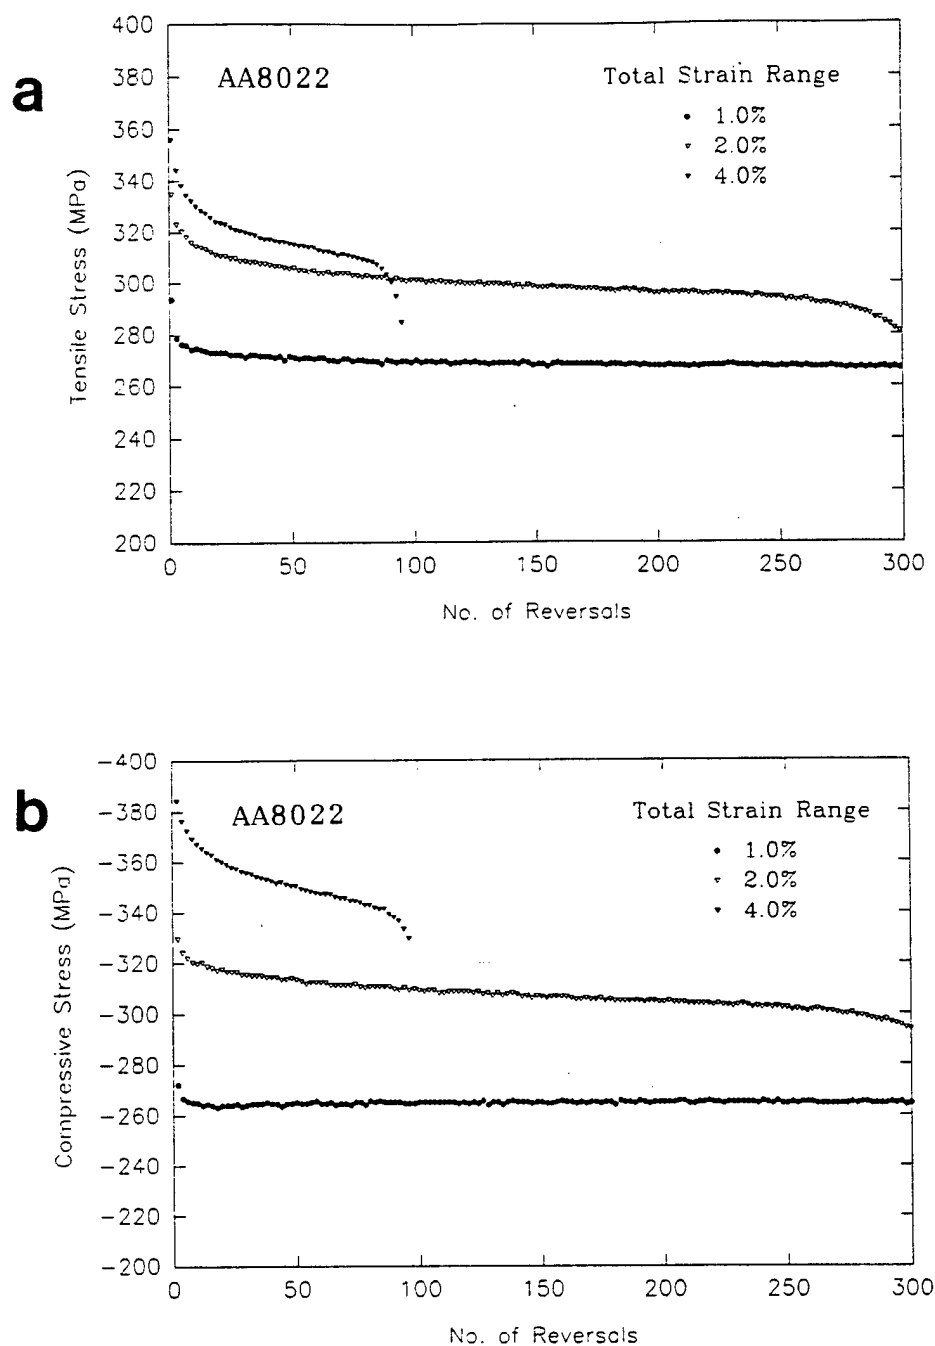 a
AA8022
Total Strain Range
1.0%
2.0%
4.0%
400
380
360
340
320
300
280
260
240
220
200
Tensile Stress (MPa)
0 50 100 150 200 250 300
No. of Reversals
b
AA8022
Total Strain Range
1.0%
2.0%
4.0%
-400
-380
-360
-340
-320
-300
-280
-260
-240
-220
-200
Compressive Stress (MPa)
0 50 100 150 200 250 300
No. of Reversals